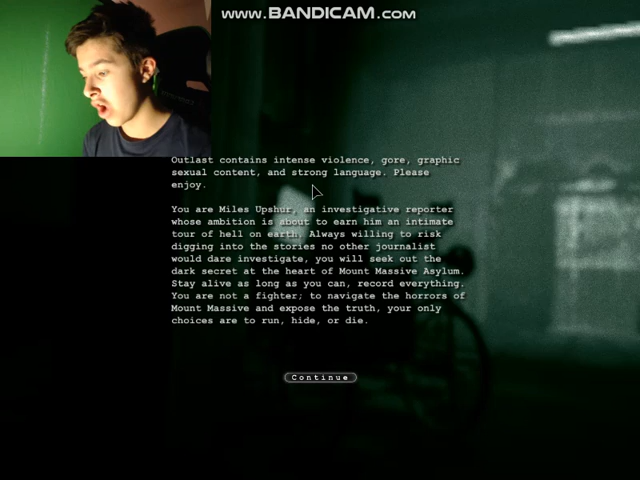 www.BANDICAM.com
Outlast contains intense violence, gore, graphic
sexual content, and strong language. Please
enjoy.
You are Miles Upshur, an investigative reporter
whose ambition is about to earn him an intimate
tour of hell on earth. Always willing to risk
digging into the stories no other journalist
would dare investigate, you will seek out the
dark secret at the heart of Mount Massive Asylum.
Stay alive as long as you can, record everything.
You are not a fighter; to navigate the horrors of
Mount Massive and expose the truth, your only
choices are to run, hide, or die.
Continue